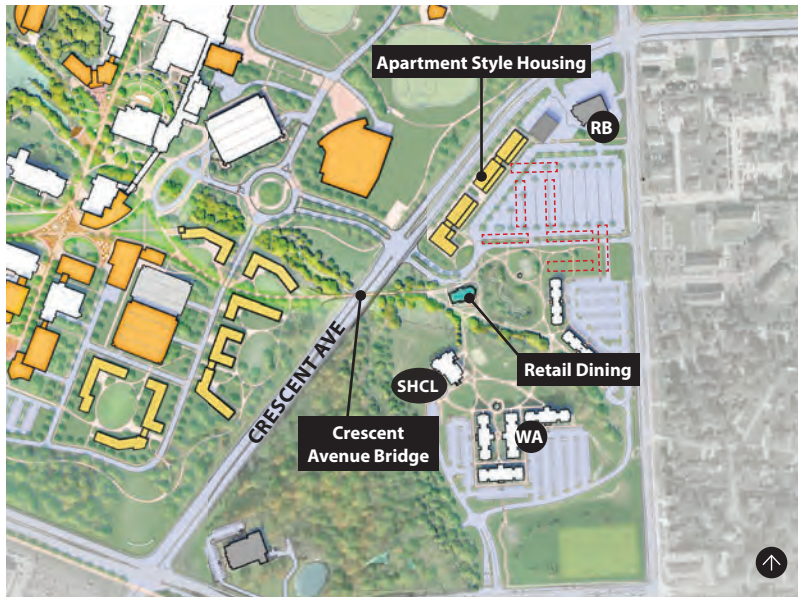 Apartment Style Housing
RB
CRESCENT AVE
Retail Dining
SHCL
Crescent
Avenue Bridge
WA